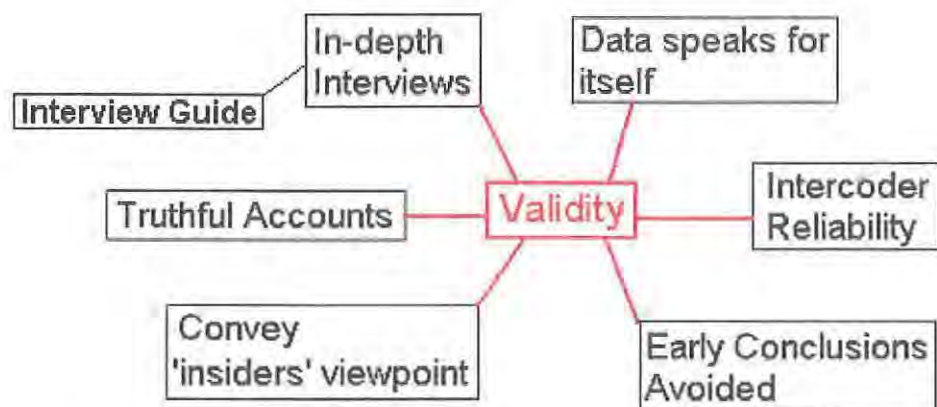 In-depth
Interviews
Data speaks for
itself
Interview Guide
Validity
Intercoder
Reliability
Truthful Accounts
Convey
'insiders' viewpoint
Early Conclusions
Avoided